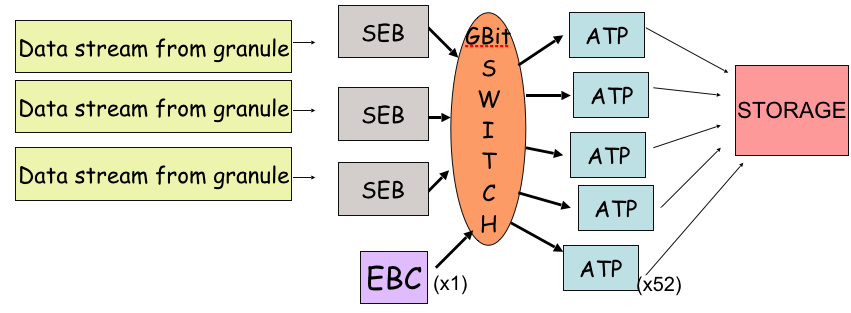 Data stream from granule
Data stream from granule
Data stream from granule
SEB
SEB
SEB
EBC
(x1)
GBit
S
W
I
T
C
H
ATP
ATP
ATP
ATP
ATP
(x52)
STORAGE